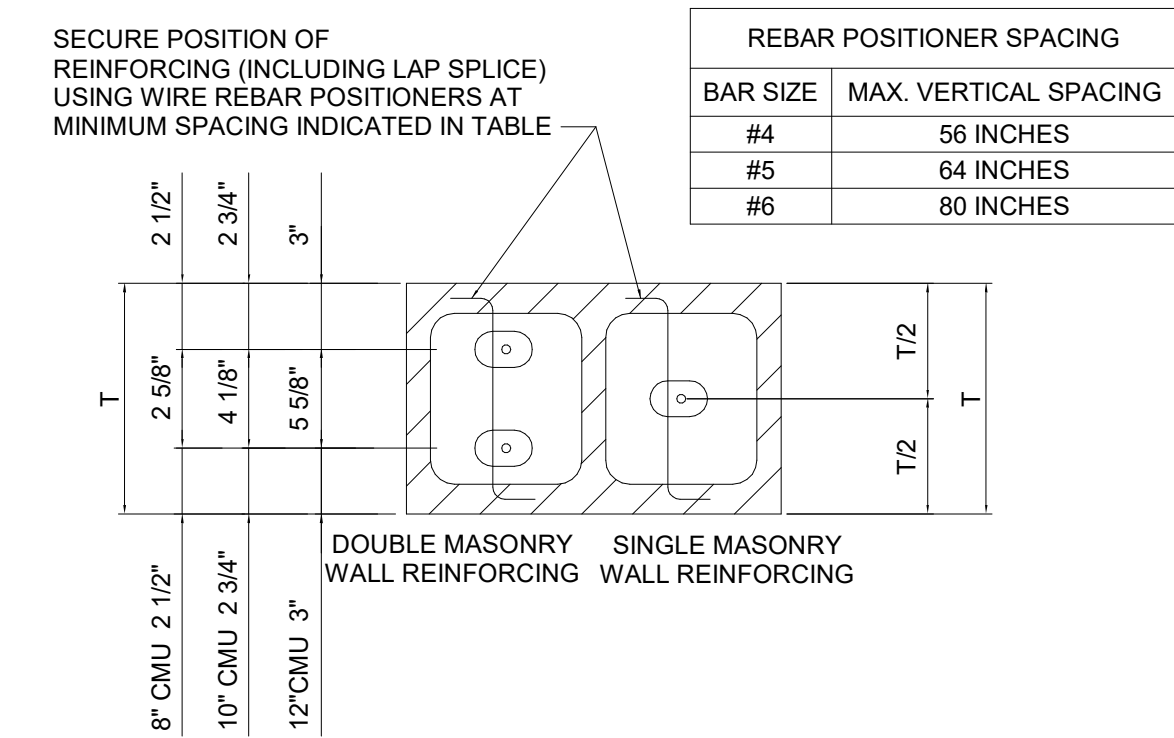 SECURE POSITION OF
REINFORCING (INCLUDING LAP SPLICE)
USING WIRE REBAR POSITIONERS AT
MINIMUM SPACING INDICATED IN TABLE
REBAR POSITIONER SPACING
BAR SIZE MAX. VERTICAL SPACING
#4 56 INCHES
#5 64 INCHES
#6 80 INCHES
2 1/2"
2 3/4"
3"
T
2 5/8"
4 1/8"
5 5/8"
T/2
T/2
T
DOUBLE MASONRY
WALL REINFORCING
SINGLE MASONRY
WALL REINFORCING
8" CMU 2 1/2"
10" CMU 2 3/4"
12"CMU 3"